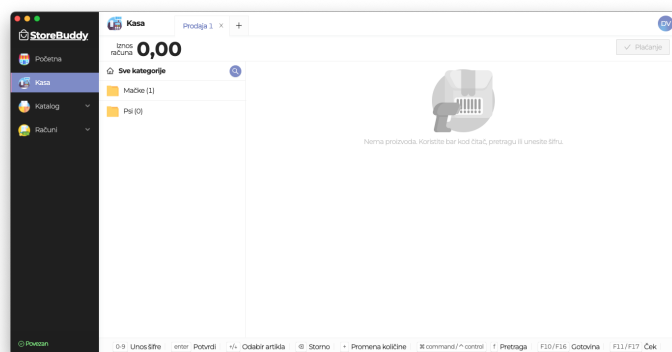 StoreBuddy
Početna
Kasa
Katalog
Računi
Povezan
Kasa
Prodaja 1 × +
DV
Iznos računa 0,00
Plaćanje
Sve kategorije
Mačke (1)
Psi (0)
Nema proizvoda. Koristite bar kod čitač, pretragu ili unesite šifru.
0-9 Unos šifre enter Potvrdi +/- Odabir artikla Storno * Promena količine ⌘ command / ^ control f Pretraga F10/F16 Gotovina F11/F17 Ček